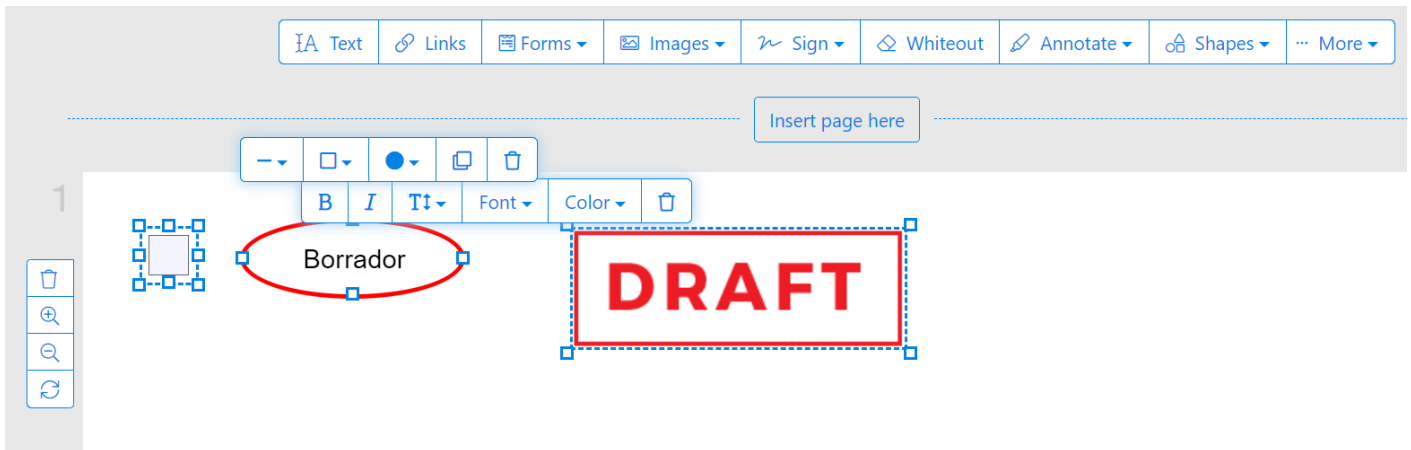 Text Links Forms Images Sign Whiteout Annotate Shapes ... More
Insert page here
B I T Font Color
1
Borrador
DRAFT